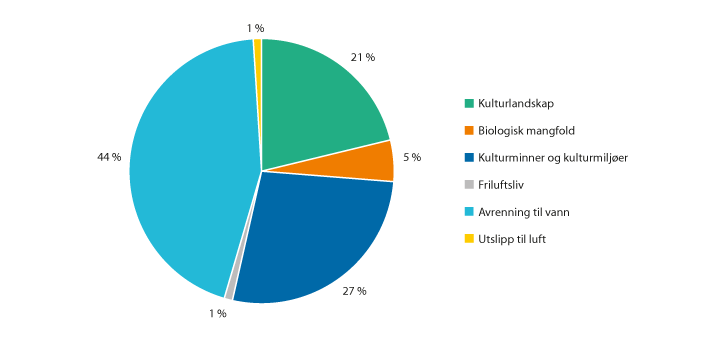 1 %
21 %
5 %
27 %
1 %
44 %
Kulturlandskap
Biologisk mangfold
Kulturminner og kulturmiljøer
Friluftsliv
Avrenning til vann
Utslipp til luft